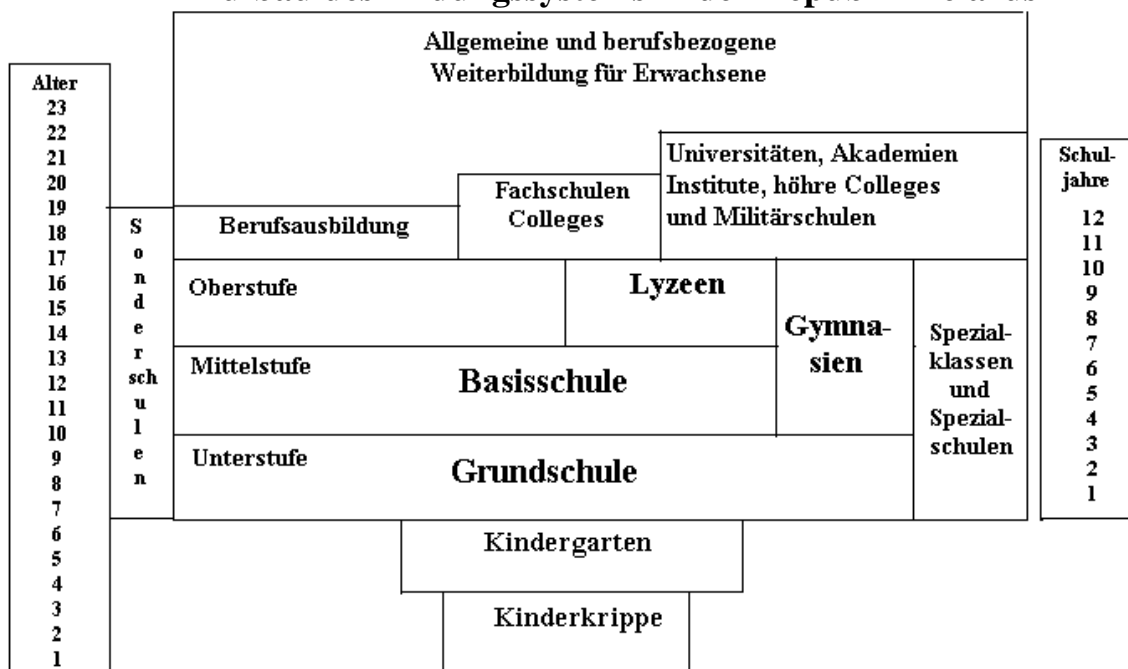 Allgemeine und berufsbezogene
Weiterbildung für Erwachsene
Alter
23
22
21
20
19
18
17
16
15
14
13
12
11
10
9
8
7
6
5
4
3
2
1
S
o
n
d
e
r
sch
u
l
e
n
Berufsausbildung
Fachschulen
Colleges
Universitäten, Akademien
Institute, höhre Colleges
und Militärschulen
Oberstufe
Lyzeen
Gymna-
sien
Spezial-
klassen
und
Spezial-
schulen
Mittelstufe
Basisschule
Unterstufe
Grundschule
Kindergarten
Kinderkrippe
Schul-
jahre
12
11
10
9
8
7
6
5
4
3
2
1